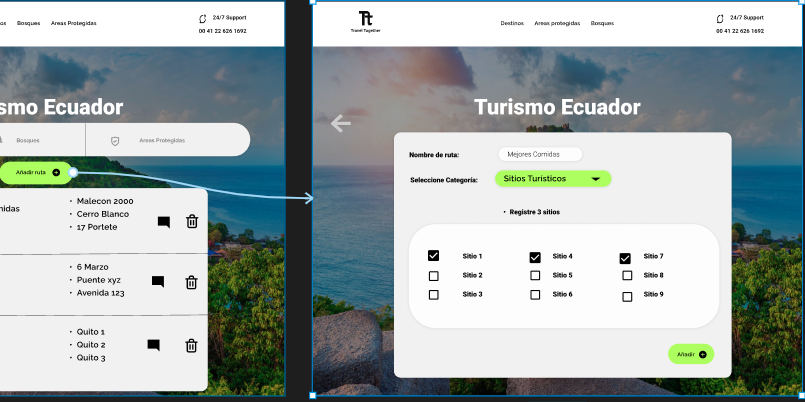 os Bosques Areas Protegidas
24/7 Support
00 41 22 626 1692
smo Ecuador
Bosques Areas Protegidas
Añadir ruta
• Malecon 2000
midas • Cerro Blanco
• 17 Portete
• 6 Marzo
• Puente xyz
• Avenida 123
• Quito 1
• Quito 2
• Quito 3
Tt
Travel Together
Destinos Areas protegidas Bosques
24/7 Support
00 41 22 626 1692
Turismo Ecuador
Nombre de ruta: Mejores Comidas
Seleccione Categoría: Sitios Turísticos
• Registre 3 sitios
Sitio 1 Sitio 4 Sitio 7
Sitio 2 Sitio 5 Sitio 8
Sitio 3 Sitio 6 Sitio 9
Añadir